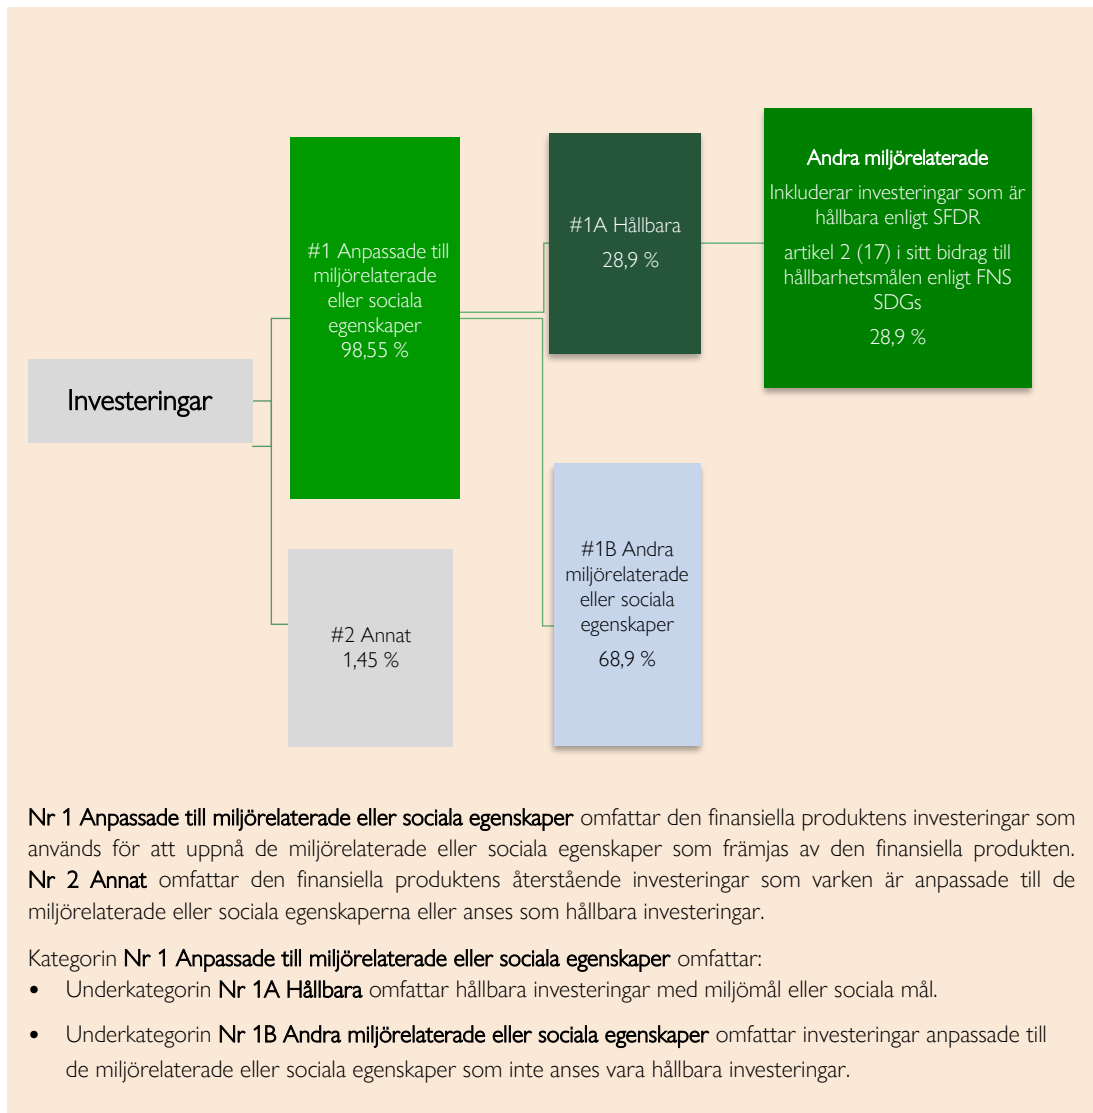 Investeringar
#1 Anpassade till
miljörelaterade
eller sociala
egenskaper
98,55 %
#2 Annat
1,45 %
#1A Hållbara
28,9 %
#1B Andra
miljörelaterade
eller sociala
egenskaper
68,9 %
Andra miljörelaterade
Inkluderar investeringar som är
hållbara enligt SFDR
artikel 2 (17) i sitt bidrag till
hållbarhetsmålen enligt FNS
SDGs
28,9 %
Nr 1 Anpassade till miljörelaterade eller sociala egenskaper omfattar den finansiella produktens investeringar som
används för att uppnå de miljörelaterade eller sociala egenskaper som främjas av den finansiella produkten.
Nr 2 Annat omfattar den finansiella produktens återstående investeringar som varken är anpassade till de
miljörelaterade eller sociala egenskaperna eller anses som hållbara investeringar.
Kategorin Nr 1 Anpassade till miljörelaterade eller sociala egenskaper omfattar:
• Underkategorin Nr 1A Hållbara omfattar hållbara investeringar med miljömål eller sociala mål.
• Underkategorin Nr 1B Andra miljörelaterade eller sociala egenskaper omfattar investeringar anpassade till
de miljörelaterade eller sociala egenskaper som inte anses vara hållbara investeringar.